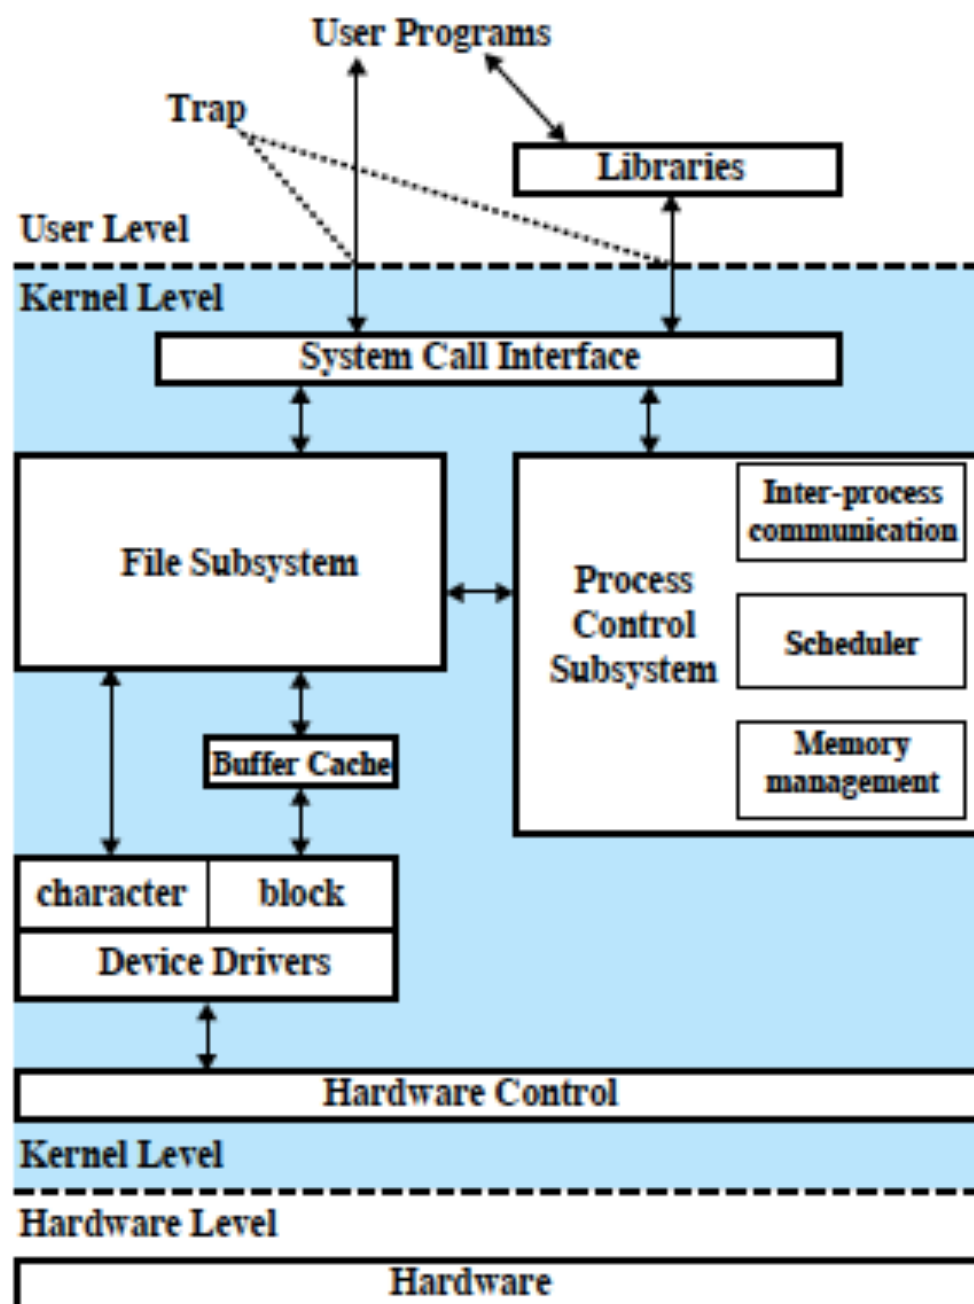 User Programs
Trap
Libraries
User Level
Kernel Level
System Call Interface
File Subsystem
Process
Control
Subsystem
Inter-process
communication
Scheduler
Memory
management
Buffer Cache
character
block
Device Drivers
Hardware Control
Kernel Level
Hardware Level
Hardware